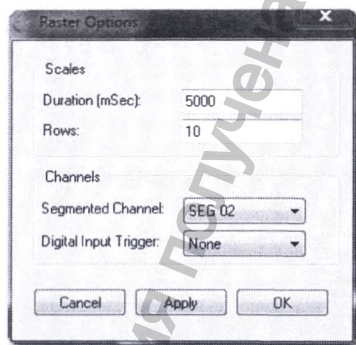 Raster Options
X
Scales
Duration (mSec): 5000
Rows: 10
Channels
Segmented Channel: SEG 02
Digital Input Trigger: None
Cancel Apply OK